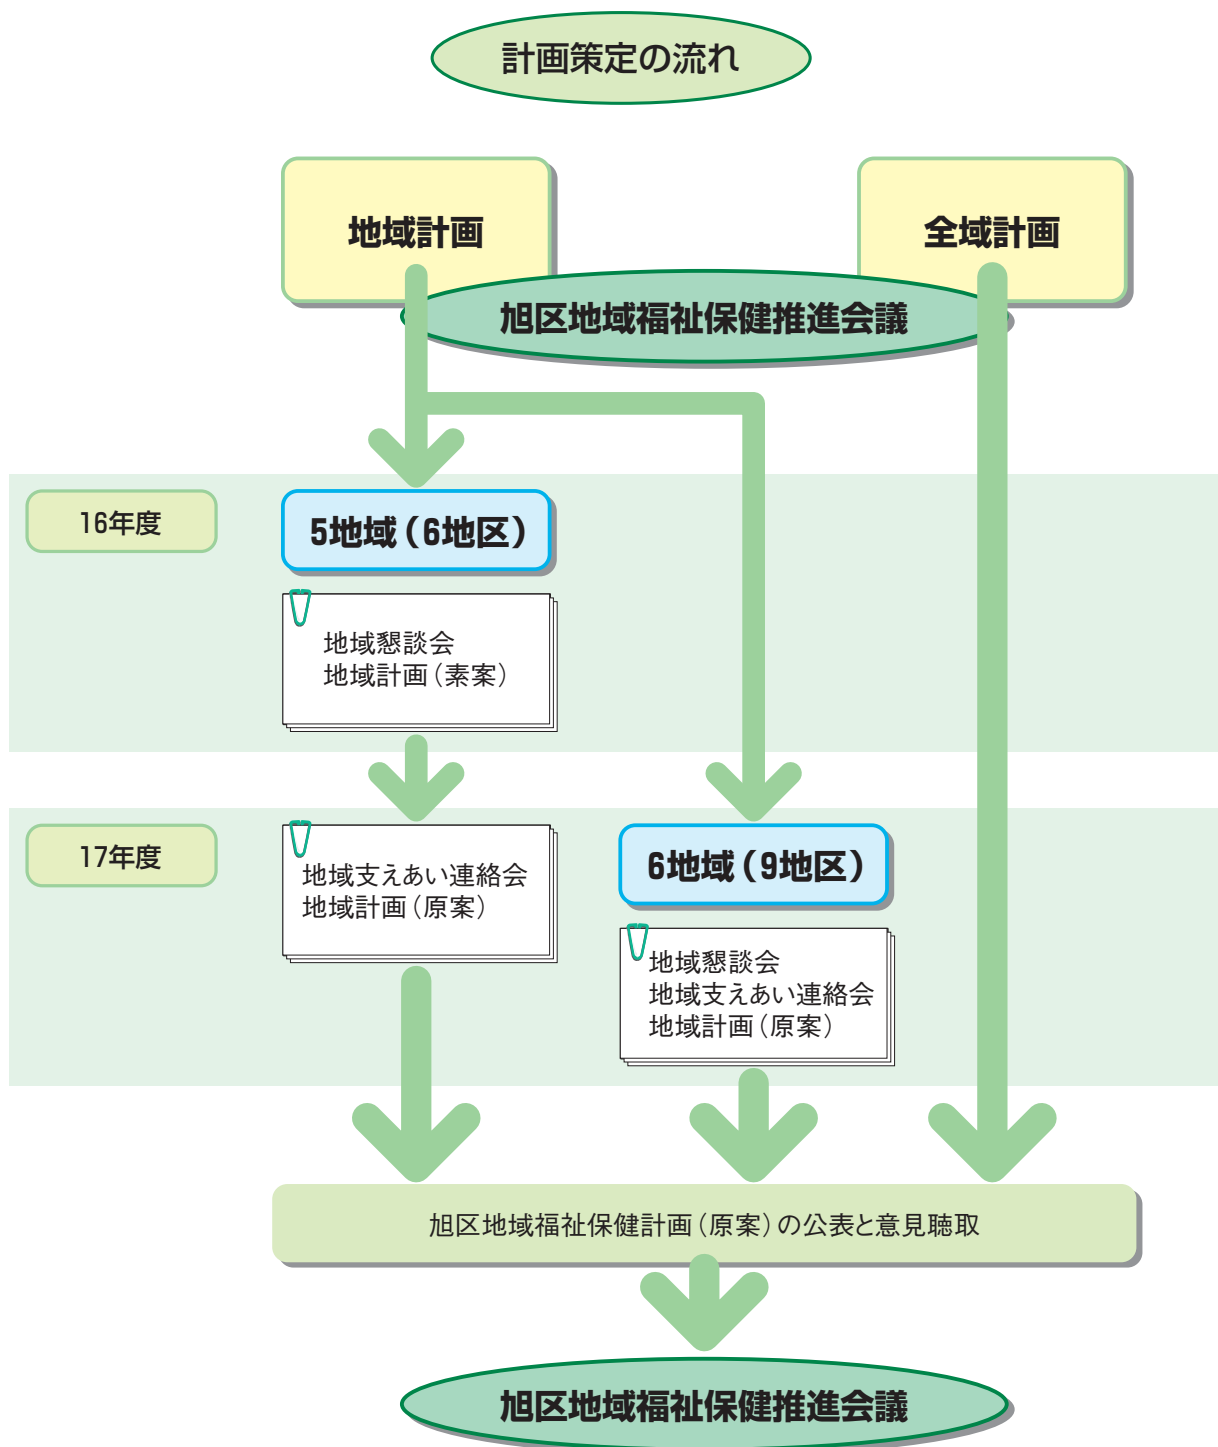 計画策定の流れ
地域計画
全域計画
旭区地域福祉保健推進会議
16年度
5地域（6地区）
地域懇談会
地域計画（素案）
17年度
地域支えあい連絡会
地域計画（原案）
6地域（9地区）
地域懇談会
地域支えあい連絡会
地域計画（原案）
旭区地域福祉保健計画（原案）の公表と意見聴取
旭区地域福祉保健推進会議